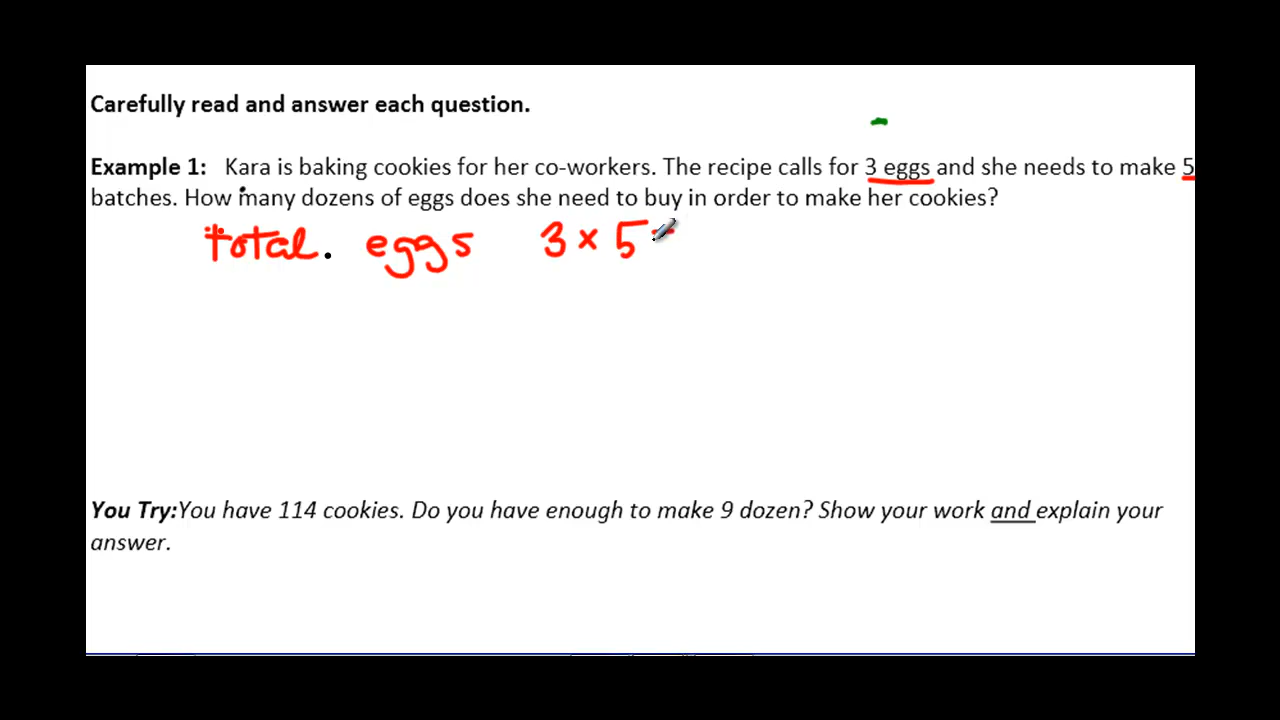 Carefully read and answer each question.
Example 1: Kara is baking cookies for her co-workers. The recipe calls for 3 eggs and she needs to make 5
batches. How many dozens of eggs does she need to buy in order to make her cookies?
total. eggs 3 × 5 =
You Try:You have 114 cookies. Do you have enough to make 9 dozen? Show your work and explain your
answer.